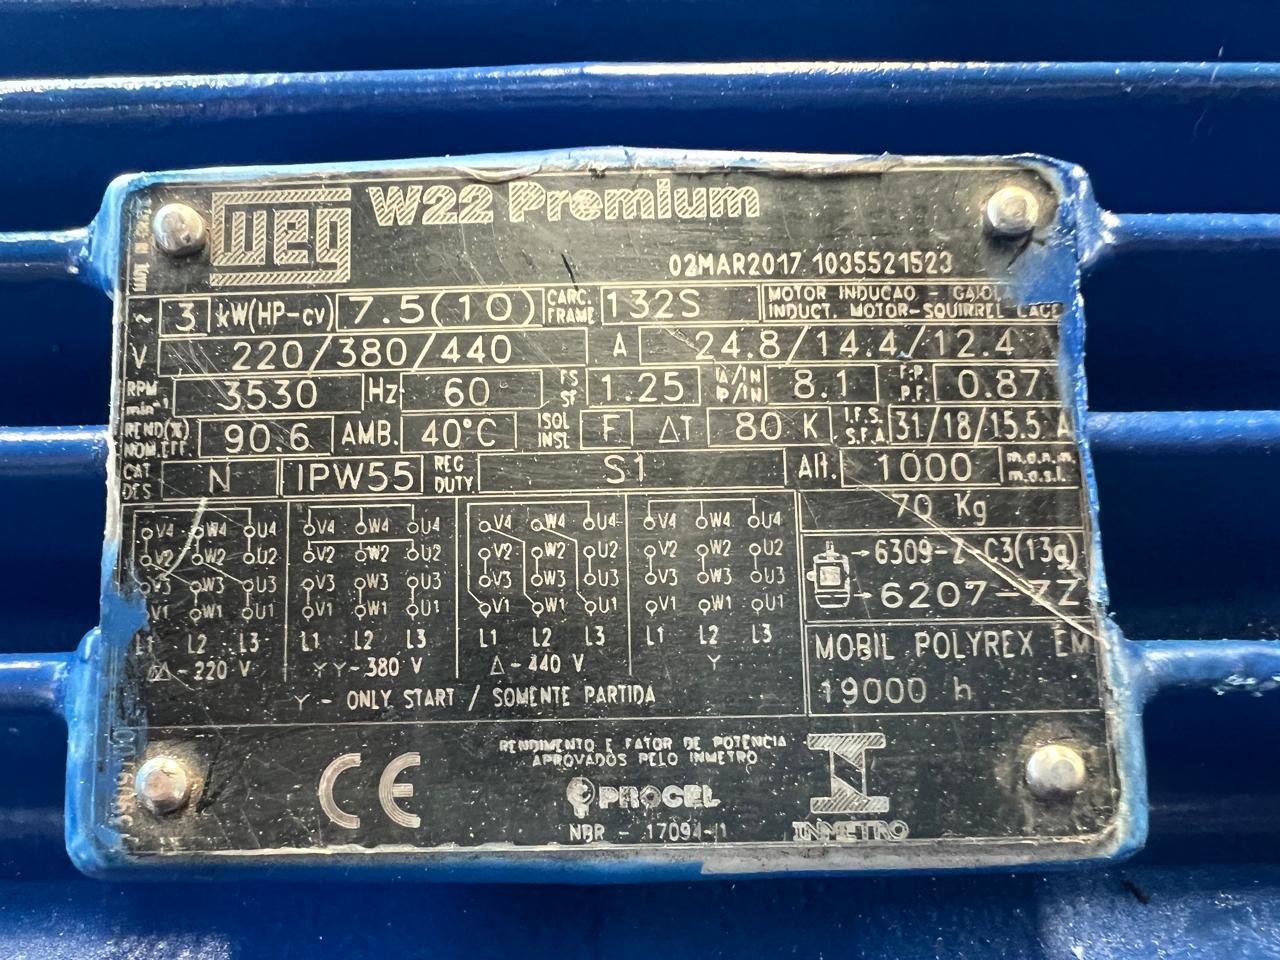 WEG W22 Premium
02MAR2017 1035521523
~ 3 kW(HP-cv) 7.5(10) CARC. FRAME 132S MOTOR INDUCAO -
INDUCT. MOTOR-SQUIRREL CAGE
V 220/380/440 A 24.8/14.4/12.4
RPM min-1 3530 Hz 60 FS SF 1.25 IA/IN IP/IN 8.1 F.P. P.F. 0.87
REND(%) NOM.EFF 90.6 AMB. 40°C ISOL INSL F ΔT 80 K I.F.S. S.F.A. 31/18/15.5 A
CAT DES N IPW55 REG DUTY S1 Alt. 1000 m.a.n.m. m.a.s.l.
70 Kg
V4 W4 U4 V4 W4 U4 V4 W4 U4 V4 W4 U4
V2 W2 U2 V2 W2 U2 V2 W2 U2 V2 W2 U2
V3 W3 U3 V3 W3 U3 V3 W3 U3 V3 W3 U3
V1 W1 U1 V1 W1 U1 V1 W1 U1 V1 W1 U1
L1 L2 L3 L1 L2 L3 L1 L2 L3 L1 L2 L3
ΔΔ-220 V YY-380 V Δ-440 V Y
Y - ONLY START / SOMENTE PARTIDA
6309-Z-C3(13g)
6207-ZZ
MOBIL POLYREX EM
19000 h
CE
RENDIMENTO E FATOR DE POTENCIA
APROVADOS PELO INMETRO
PROCEL
NBR - 17094-1
INMETRO